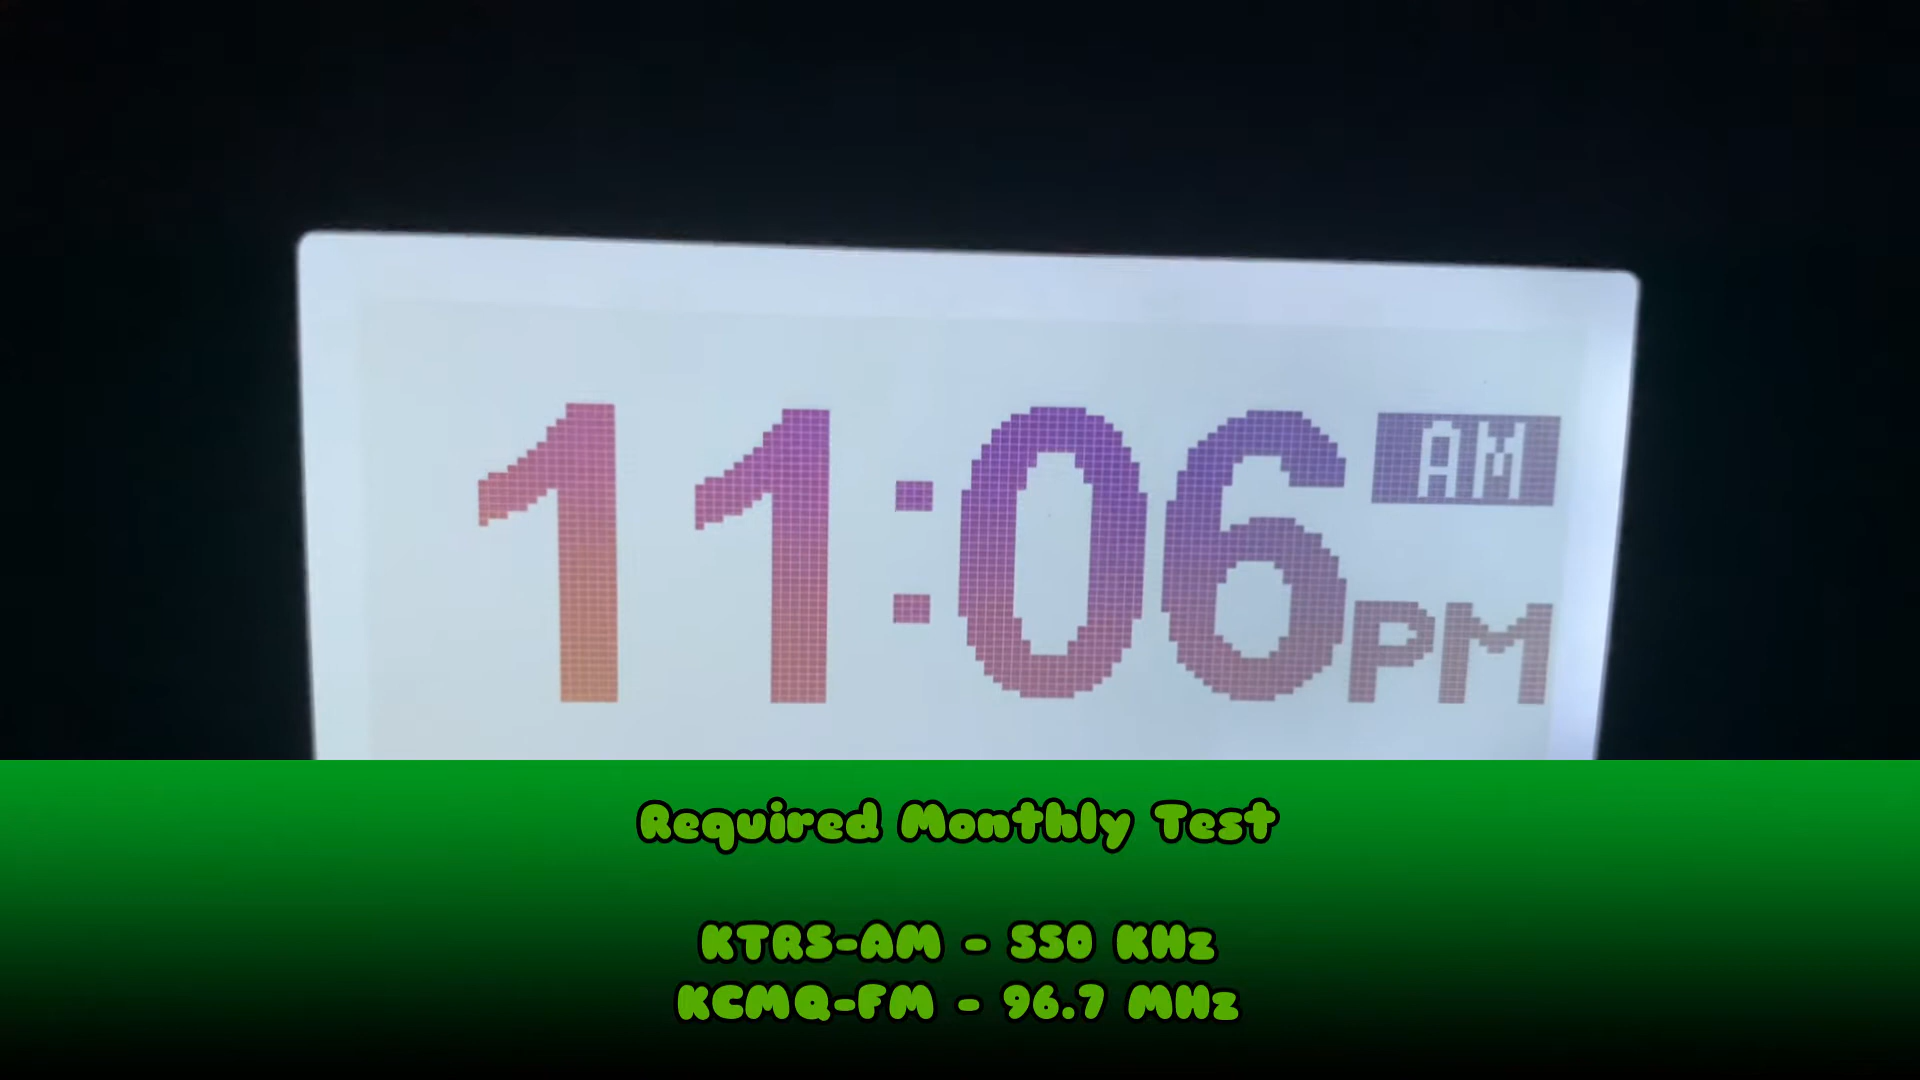 11:06 AM
PM
Required Monthly Test
KTRS-AM - 550 KHz
KCMQ-FM - 96.7 MHz